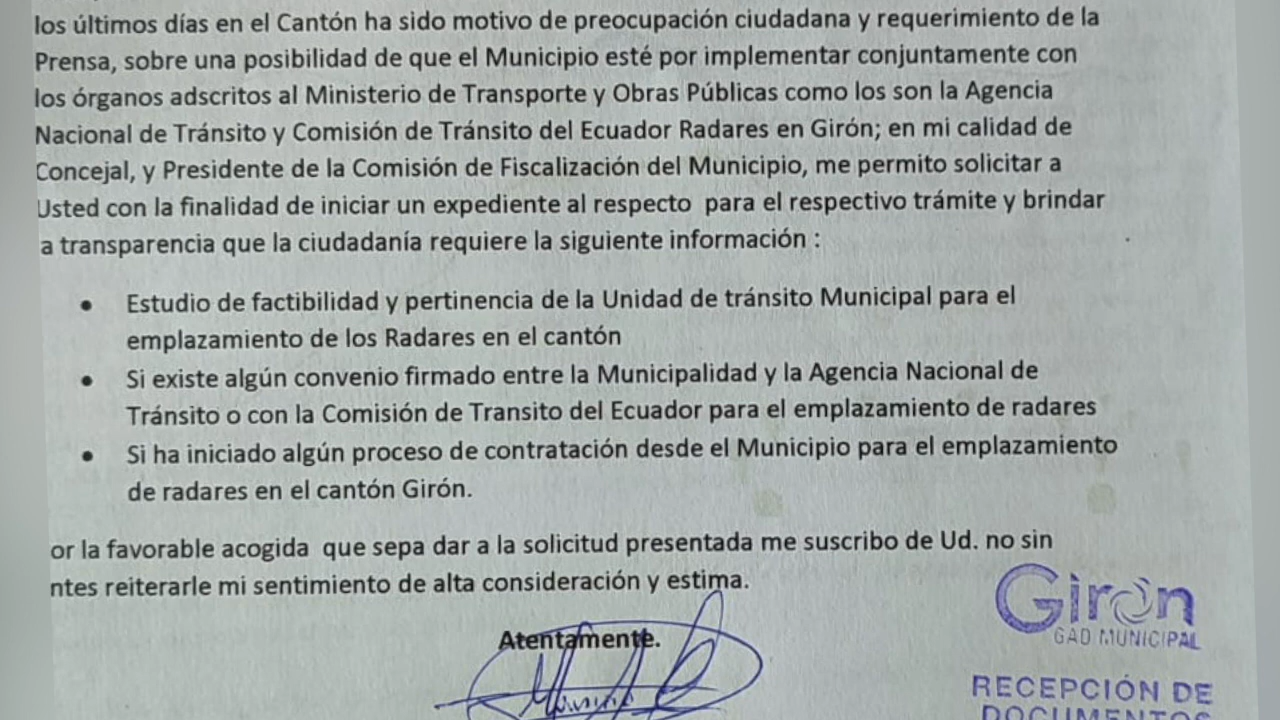 los últimos días en el Cantón ha sido motivo de preocupación ciudadana y requerimiento de la
Prensa, sobre una posibilidad de que el Municipio esté por implementar conjuntamente con
los órganos adscritos al Ministerio de Transporte y Obras Públicas como los son la Agencia
Nacional de Tránsito y Comisión de Tránsito del Ecuador Radares en Girón; en mi calidad de
Concejal, y Presidente de la Comisión de Fiscalización del Municipio, me permito solicitar a
Usted con la finalidad de iniciar un expediente al respecto para el respectivo trámite y brindar
a transparencia que la ciudadanía requiere la siguiente información :
• Estudio de factibilidad y pertinencia de la Unidad de tránsito Municipal para el
emplazamiento de los Radares en el cantón
• Si existe algún convenio firmado entre la Municipalidad y la Agencia Nacional de
Tránsito o con la Comisión de Transito del Ecuador para el emplazamiento de radares
• Si ha iniciado algún proceso de contratación desde el Municipio para el emplazamiento
de radares en el cantón Girón.
or la favorable acogida que sepa dar a la solicitud presentada me suscribo de Ud. no sin
ntes reiterarle mi sentimiento de alta consideración y estima.
Atentamente.
Girón
GAD MUNICIPAL
RECEPCIÓN DE
DOCUMENTOS